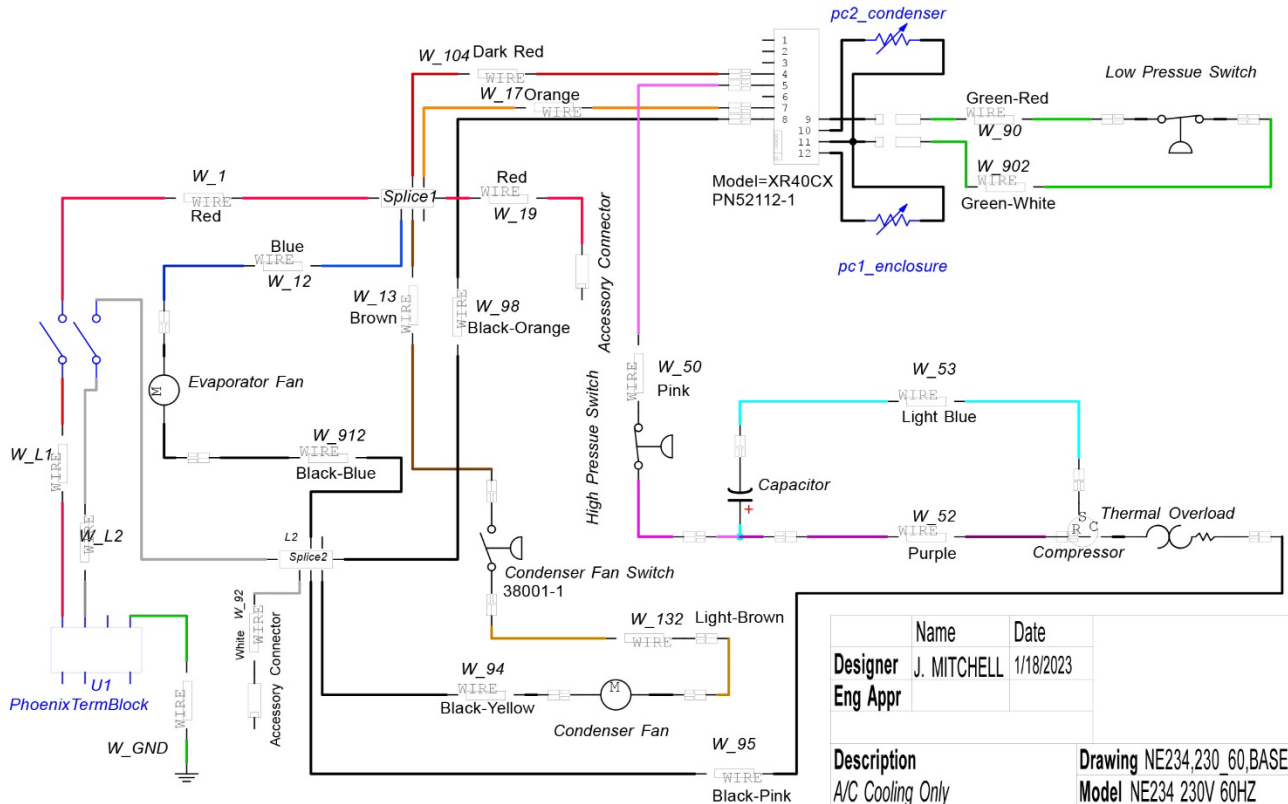 pc2_condenser
W_104
Dark Red
WIRE
W_17
Orange
WIRE
1
2
3
4
5
6
7
8
9
10
11
12
Model=XR40CX
PN52112-1
Low Pressue Switch
Green-Red
WIRE
W_90
W_902
WIRE
Green-White
pc1_enclosure
W_1
WIRE
Red
Splice1
Red
WIRE
W_19
Blue
WIRE
W_12
W_13
Brown
WIRE
W_98
Black-Orange
WIRE
Accessory Connector
High Pressue Switch
W_50
Pink
WIRE
M
Evaporator Fan
W_912
WIRE
Black-Blue
W_53
WIRE
Light Blue
Capacitor
+
W_52
WIRE
Purple
S
R
C
Compressor
Thermal Overload
W_L1
WIRE
W_L2
WIRE
L2
Splice2
Condenser Fan Switch
38001-1
W_92
White
WIRE
Accessory Connector
W_132
WIRE
Light-Brown
W_94
WIRE
Black-Yellow
M
Condenser Fan
U1
PhoenixTermBlock
WIRE
W_GND
W_95
WIRE
Black-Pink
Name Date
Designer J. MITCHELL 1/18/2023
Eng Appr
Description Drawing NE234,230_60,BASE
A/C Cooling Only Model NE234 230V 60HZ